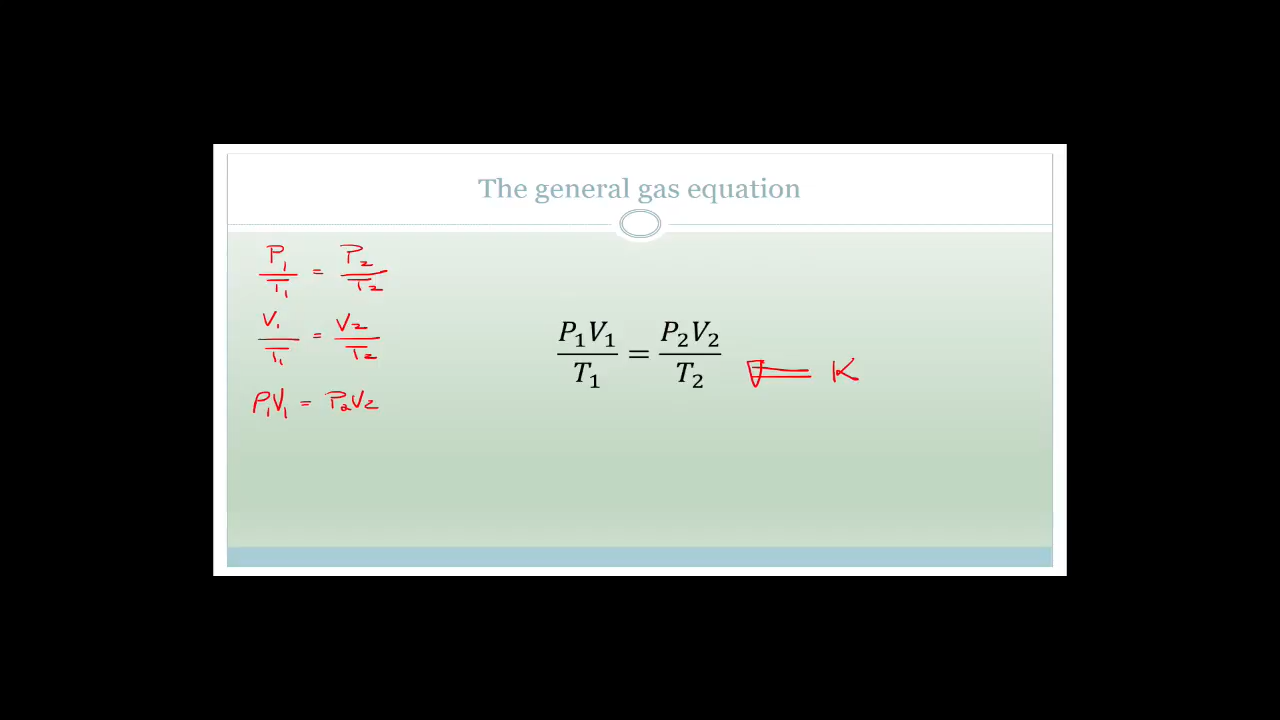 The general gas equation
P₁/T₁ = P₂/T₂
V₁/T₁ = V₂/T₂
P₁V₁ = P₂V₂
P₁V₁/T₁ = P₂V₂/T₂
K